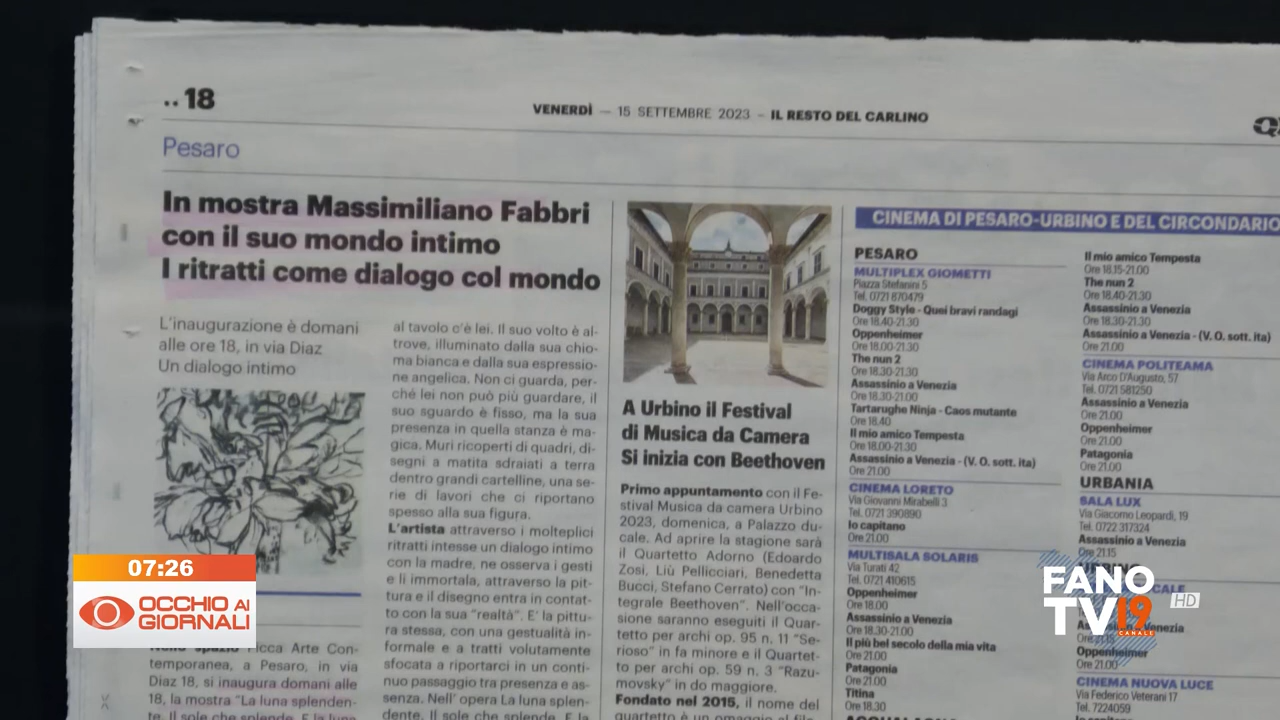 .. 18
VENERDÌ — 15 SETTEMBRE 2023 – IL RESTO DEL CARLINO
Pesaro
In mostra Massimiliano Fabbri
con il suo mondo intimo
I ritratti come dialogo col mondo
L'inaugurazione è domani
alle ore 18, in via Diaz
Un dialogo intimo
temporanea, a Pesaro, in via
Diaz 18, si inaugura domani alle
18, la mostra "La luna splenden-
te. Il sole che splende. E la luna
al tavolo c'è lei. Il suo volto è al-
trove, illuminato dalla sua chio-
ma bianca e dalla sua espressio-
ne angelica. Non ci guarda, per-
ché lei non può più guardare, il
suo sguardo è fisso, ma la sua
presenza in quella stanza è ma-
gica. Muri ricoperti di quadri, di-
segni a matita sdraiati a terra
dentro grandi cartelline, una se-
rie di lavori che ci riportano
spesso alla sua figura.
L'artista attraverso i molteplici
ritratti intesse un dialogo intimo
con la madre, ne osserva i gesti
e li immortala, attraverso la pit-
tura e il disegno entra in contat-
to con la sua "realtà". E' la pittu-
ra stessa, con una gestualità in-
formale e a tratti volutamente
sfocata a riportarci in un conti-
nuo passaggio tra presenza e as-
senza. Nell' opera La luna splen-
dente. Il sole che splende. E la
A Urbino il Festival
di Musica da Camera
Si inizia con Beethoven
Primo appuntamento con il Fe-
stival Musica da camera Urbino
2023, domenica, a Palazzo du-
cale. Ad aprire la stagione sarà
il Quartetto Adorno (Edoardo
Zosi, Liù Pellicciari, Benedetta
Bucci, Stefano Cerrato) con "In-
tegrale Beethoven". Nell'occa-
sione saranno eseguiti il Quar-
tetto per archi op. 95 n. 11 "Se-
rioso" in fa minore e il Quartet-
to per archi op. 59 n. 3 "Razu-
movsky" in do maggiore.
Fondato nel 2015, il nome del
quartetto è un omaggio al filo-
CINEMA DI PESARO-URBINO E DEL CIRCONDARIO
PESARO
MULTIPLEX GIOMETTI
Piazza Stefanini 5
Tel. 0721 870479
Doggy Style - Quei bravi randagi
Ore 18.40-21.30
Oppenheimer
Ore 18.00-21.30
The nun 2
Ore 18.30-21.30
Assassinio a Venezia
Ore 18.30-21.00
Tartarughe Ninja - Caos mutante
Ore 18.40
Il mio amico Tempesta
Ore 18.00-21.30
Assassinio a Venezia - (V. O. sott. ita)
Ore 21.00
CINEMA LORETO
Via Giovanni Mirabelli 3
Tel. 0721 390890
Io capitano
Ore 21.00
MULTISALA SOLARIS
Via Turati 42
Tel. 0721 410615
Oppenheimer
Ore 18.00
Assassinio a Venezia
Ore 18.30-21.00
Il più bel secolo della mia vita
Ore 21.00
Patagonia
Ore 21.00
Titina
Ore 18.30
Il mio amico Tempesta
Ore 18.15-21.00
The nun 2
Ore 18.40-21.30
Assassinio a Venezia
Ore 18.30-21.30
Assassinio a Venezia - (V. O. sott. ita)
Ore 21.00
CINEMA POLITEAMA
Via Arco D'Augusto, 57
Tel. 0721 581250
Assassinio a Venezia
Ore 21.00
Oppenheimer
Ore 21.00
Patagonia
Ore 21.00
URBANIA
SALA LUX
Via Giacomo Leopardi, 19
Tel. 0722 317324
Assassinio a Venezia
Ore 21.15
Oppenheimer
Ore 21.00
CINEMA NUOVA LUCE
Via Federico Veterani 17
Tel. 7224059
07:26
OCCHIO AI
GIORNALI
FANO
TV 19
CANALE
HD